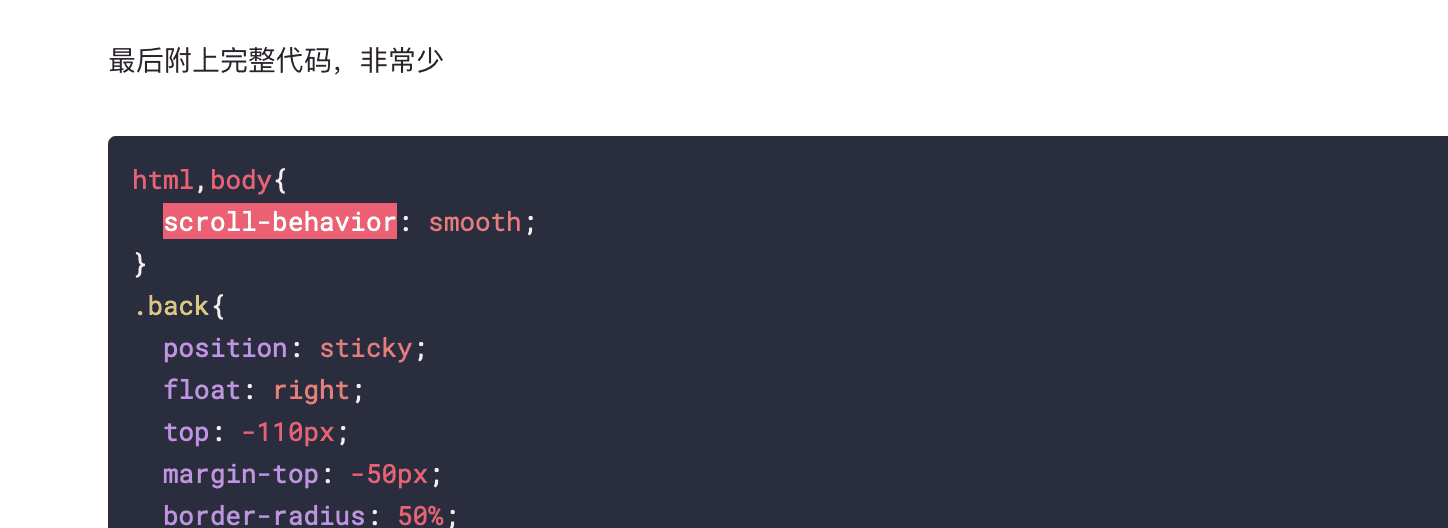 最后附上完整代码，非常少
html,body{
  scroll-behavior: smooth;
}
.back{
  position: sticky;
  float: right;
  top: -110px;
  margin-top: -50px;
  border-radius: 50%;